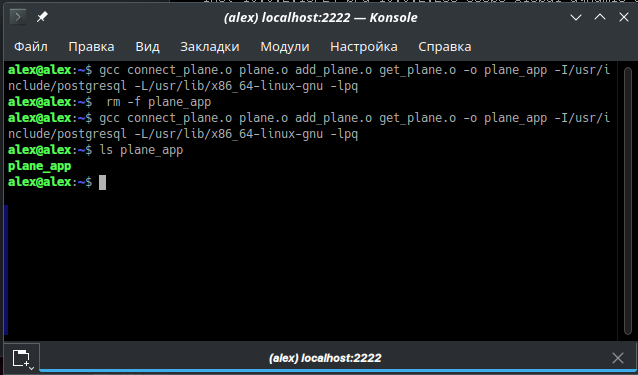 (alex) localhost:2222 — Konsole
Файл Правка Вид Закладки Модули Настройка Справка
alex@alex:~$ gcc connect_plane.o plane.o add_plane.o get_plane.o -o plane_app -I/usr/i
nclude/postgresql -L/usr/lib/x86_64-linux-gnu -lpq
alex@alex:~$  rm -f plane_app
alex@alex:~$ gcc connect_plane.o plane.o add_plane.o get_plane.o -o plane_app -I/usr/i
nclude/postgresql -L/usr/lib/x86_64-linux-gnu -lpq
alex@alex:~$ ls plane_app
plane_app
alex@alex:~$
(alex) localhost:2222